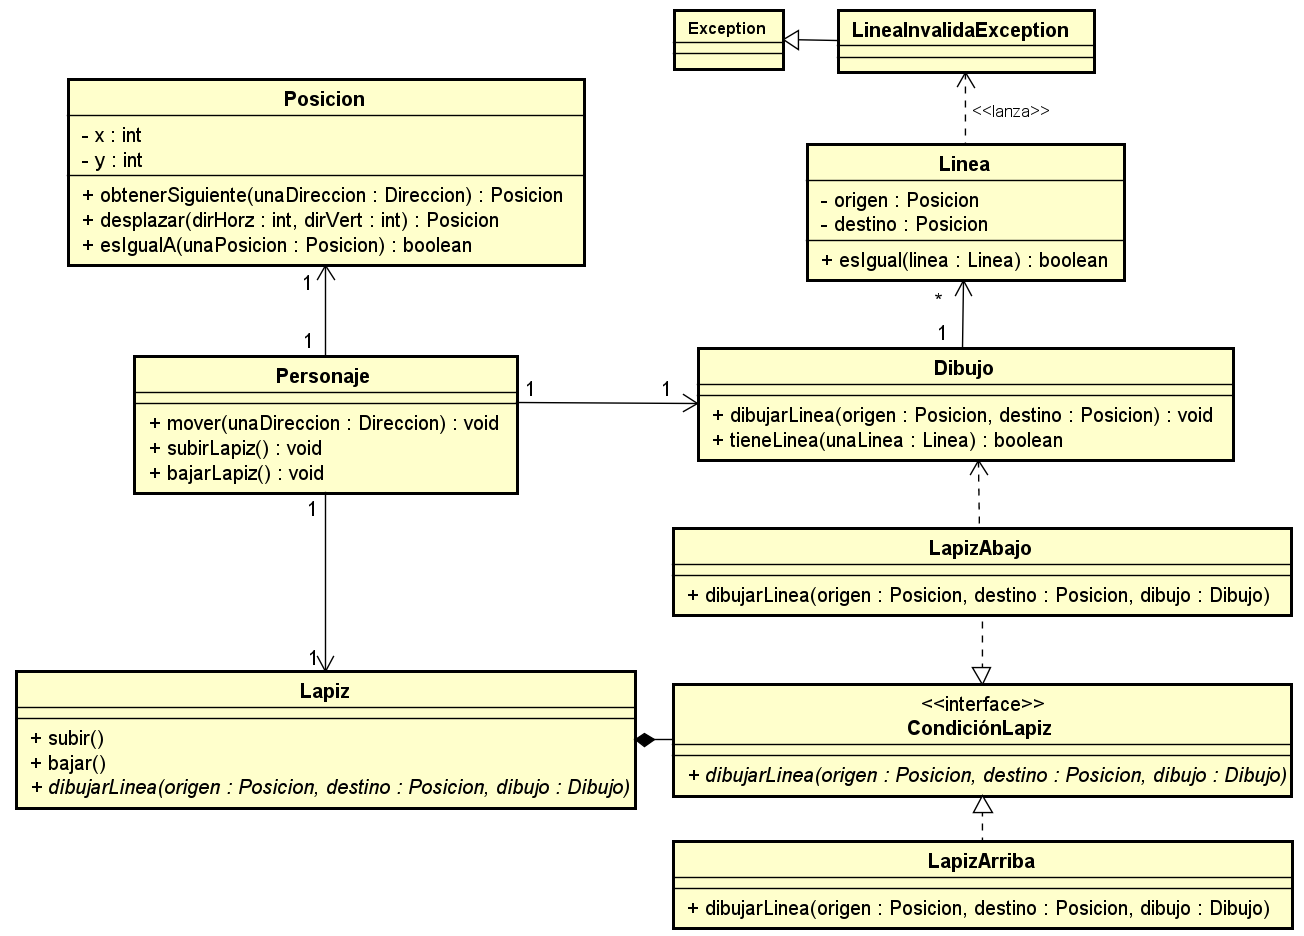 Exception
LineaInvalidaException
<<lanza>>
Posicion
- x : int
- y : int
+ obtenerSiguiente(unaDireccion : Direccion) : Posicion
+ desplazar(dirHorz : int, dirVert : int) : Posicion
+ esIgualA(unaPosicion : Posicion) : boolean
Linea
- origen : Posicion
- destino : Posicion
+ esIgual(linea : Linea) : boolean
1
1
*
1
Personaje
+ mover(unaDireccion : Direccion) : void
+ subirLapiz() : void
+ bajarLapiz() : void
1
1
Dibujo
+ dibujarLinea(origen : Posicion, destino : Posicion) : void
+ tieneLinea(unaLinea : Linea) : boolean
1
1
LapizAbajo
+ dibujarLinea(origen : Posicion, destino : Posicion, dibujo : Dibujo)
Lapiz
+ subir()
+ bajar()
+ dibujarLinea(origen : Posicion, destino : Posicion, dibujo : Dibujo)
<<interface>>
CondiciónLapiz
+ dibujarLinea(origen : Posicion, destino : Posicion, dibujo : Dibujo)
LapizArriba
+ dibujarLinea(origen : Posicion, destino : Posicion, dibujo : Dibujo)